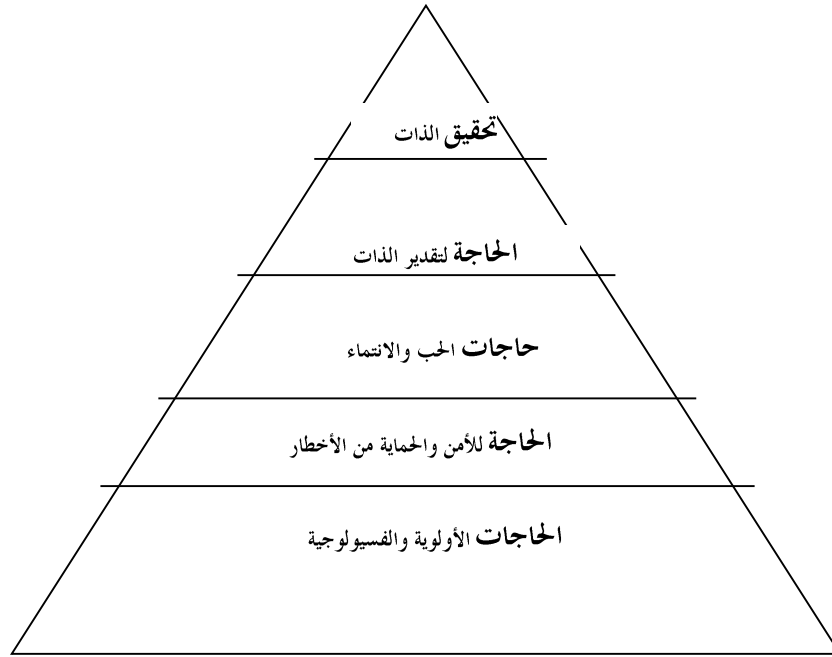 تحقيق الذات
الحاجة لتقدير الذات
حاجات الحب والانتماء
الحاجة للأمن والحماية من الأخطار
الحاجات الأولوية والفسيولوجية